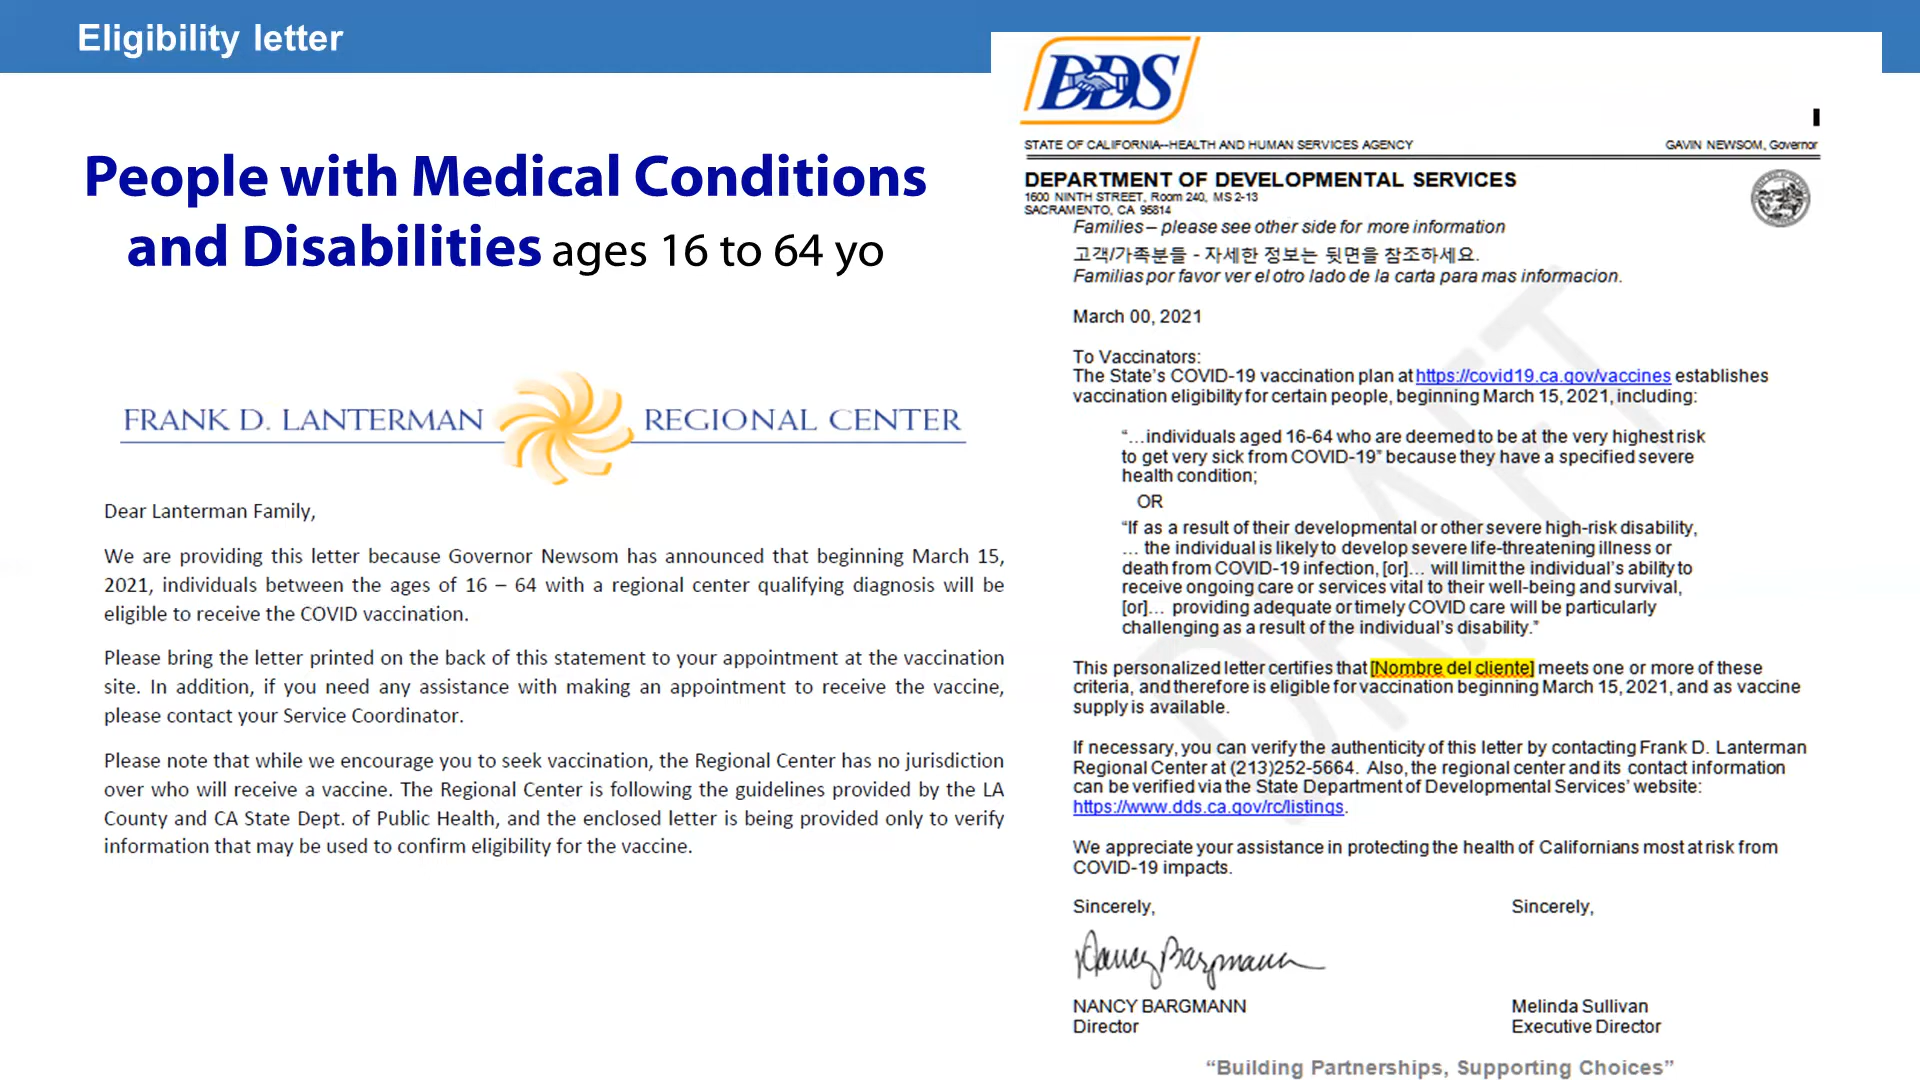 Eligibility letter
People with Medical Conditions
and Disabilities ages 16 to 64 yo
FRANK D. LANTERMAN REGIONAL CENTER
Dear Lanterman Family,
We are providing this letter because Governor Newsom has announced that beginning March 15,
2021, individuals between the ages of 16 – 64 with a regional center qualifying diagnosis will be
eligible to receive the COVID vaccination.
Please bring the letter printed on the back of this statement to your appointment at the vaccination
site. In addition, if you need any assistance with making an appointment to receive the vaccine,
please contact your Service Coordinator.
Please note that while we encourage you to seek vaccination, the Regional Center has no jurisdiction
over who will receive a vaccine. The Regional Center is following the guidelines provided by the LA
County and CA State Dept. of Public Health, and the enclosed letter is being provided only to verify
information that may be used to confirm eligibility for the vaccine.
DDS
STATE OF CALIFORNIA--HEALTH AND HUMAN SERVICES AGENCY GAVIN NEWSOM, Governor
DEPARTMENT OF DEVELOPMENTAL SERVICES
1600 NINTH STREET, Room 240, MS 2-13
SACRAMENTO, CA 95814
Families – please see other side for more information
고객/가족분들 - 자세한 정보는 뒷면을 참조하세요.
Familias por favor ver el otro lado de la carta para mas informacion.
March 00, 2021
To Vaccinators:
The State's COVID-19 vaccination plan at https://covid19.ca.gov/vaccines establishes
vaccination eligibility for certain people, beginning March 15, 2021, including:
"…individuals aged 16-64 who are deemed to be at the very highest risk
to get very sick from COVID-19" because they have a specified severe
health condition;
OR
"If as a result of their developmental or other severe high-risk disability,
… the individual is likely to develop severe life-threatening illness or
death from COVID-19 infection, [or]… will limit the individual's ability to
receive ongoing care or services vital to their well-being and survival,
[or]… providing adequate or timely COVID care will be particularly
challenging as a result of the individual's disability."
This personalized letter certifies that [Nombre del cliente] meets one or more of these
criteria, and therefore is eligible for vaccination beginning March 15, 2021, and as vaccine
supply is available.
If necessary, you can verify the authenticity of this letter by contacting Frank D. Lanterman
Regional Center at (213)252-5664. Also, the regional center and its contact information
can be verified via the State Department of Developmental Services' website:
https://www.dds.ca.gov/rc/listings.
We appreciate your assistance in protecting the health of Californians most at risk from
COVID-19 impacts.
Sincerely, Sincerely,
Nancy Bargmann
NANCY BARGMANN Melinda Sullivan
Director Executive Director
"Building Partnerships, Supporting Choices"
DRAFT